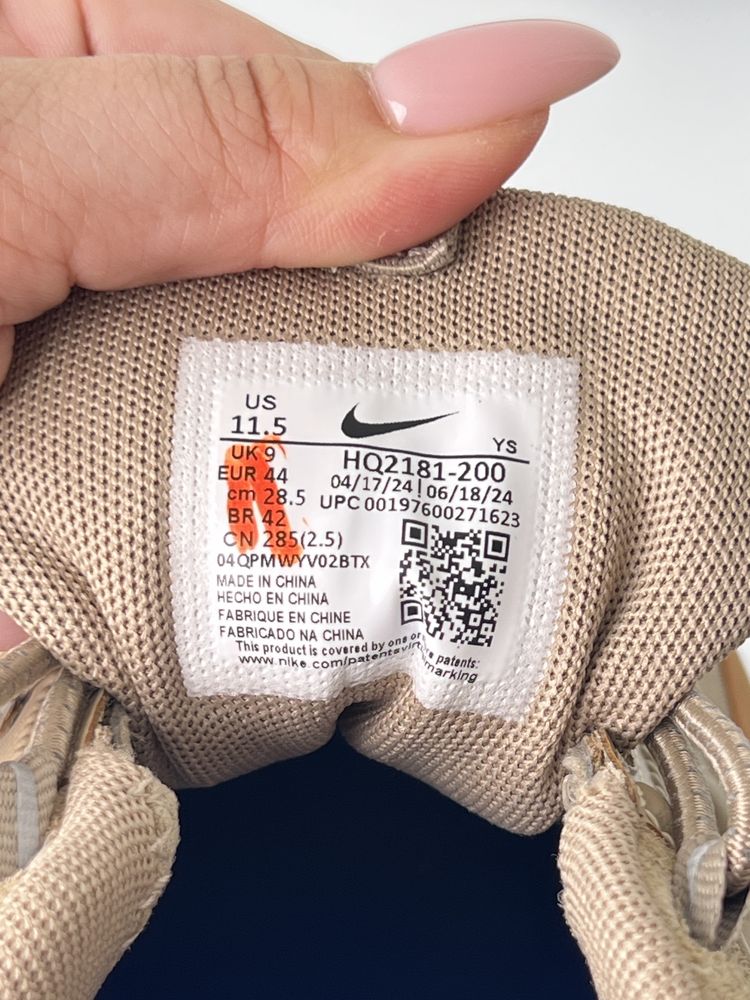 US
11.5
YS
UK 9
EUR 44
cm 28.5
BR 42
CN 285(2.5)
HQ2181-200
04/17/24 | 06/18/24
UPC 00197600271623
04QPMWYV02BTX
MADE IN CHINA
HECHO EN CHINA
FABRIQUE EN CHINE
FABRICADO NA CHINA
This product is covered by one or patents:
www.nike.com/patents marking